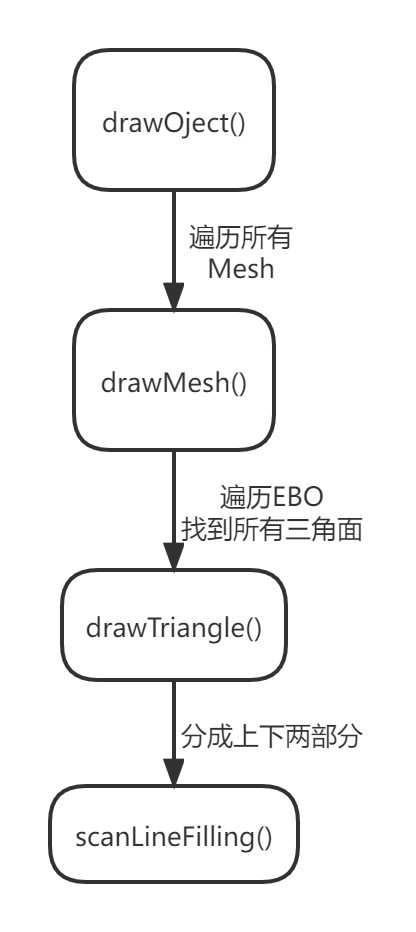 drawOject()
遍历所有
Mesh
drawMesh()
遍历EBO
找到所有三角面
drawTriangle()
分成上下两部分
scanLineFilling()